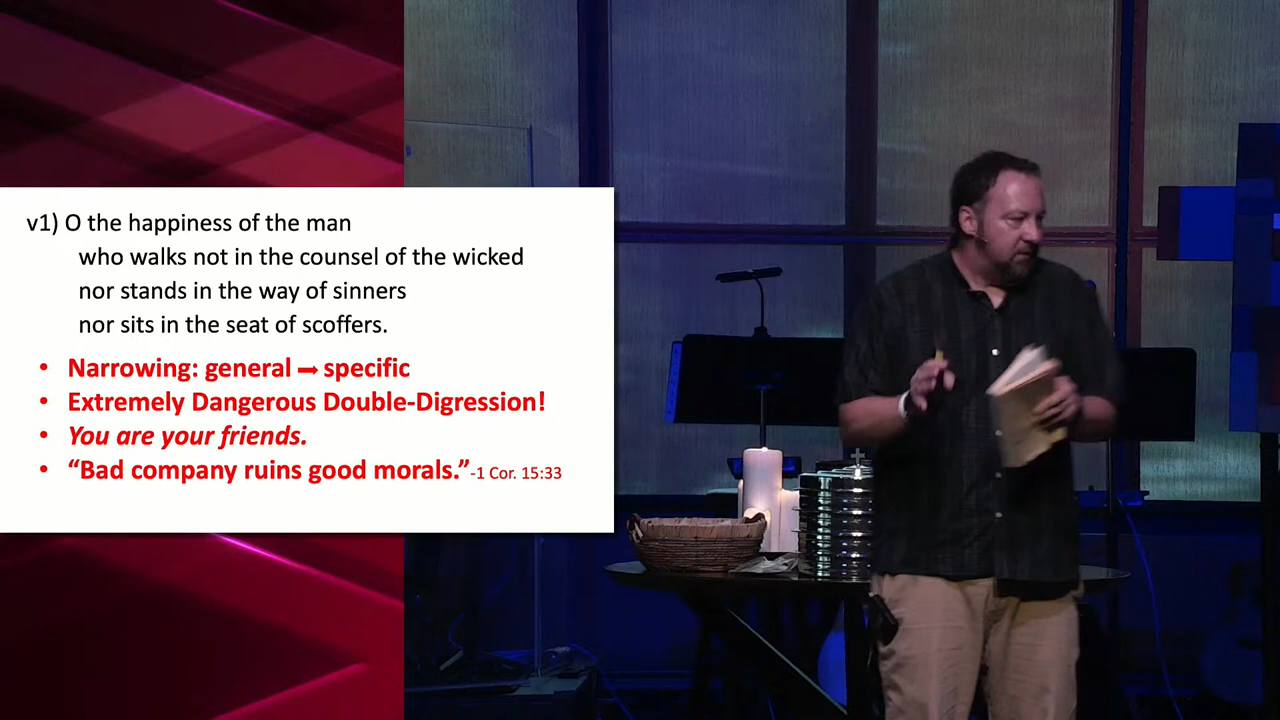 v1) O the happiness of the man
who walks not in the counsel of the wicked
nor stands in the way of sinners
nor sits in the seat of scoffers.
• Narrowing: general ➞ specific
• Extremely Dangerous Double-Digression!
• You are your friends.
• “Bad company ruins good morals.”-1 Cor. 15:33